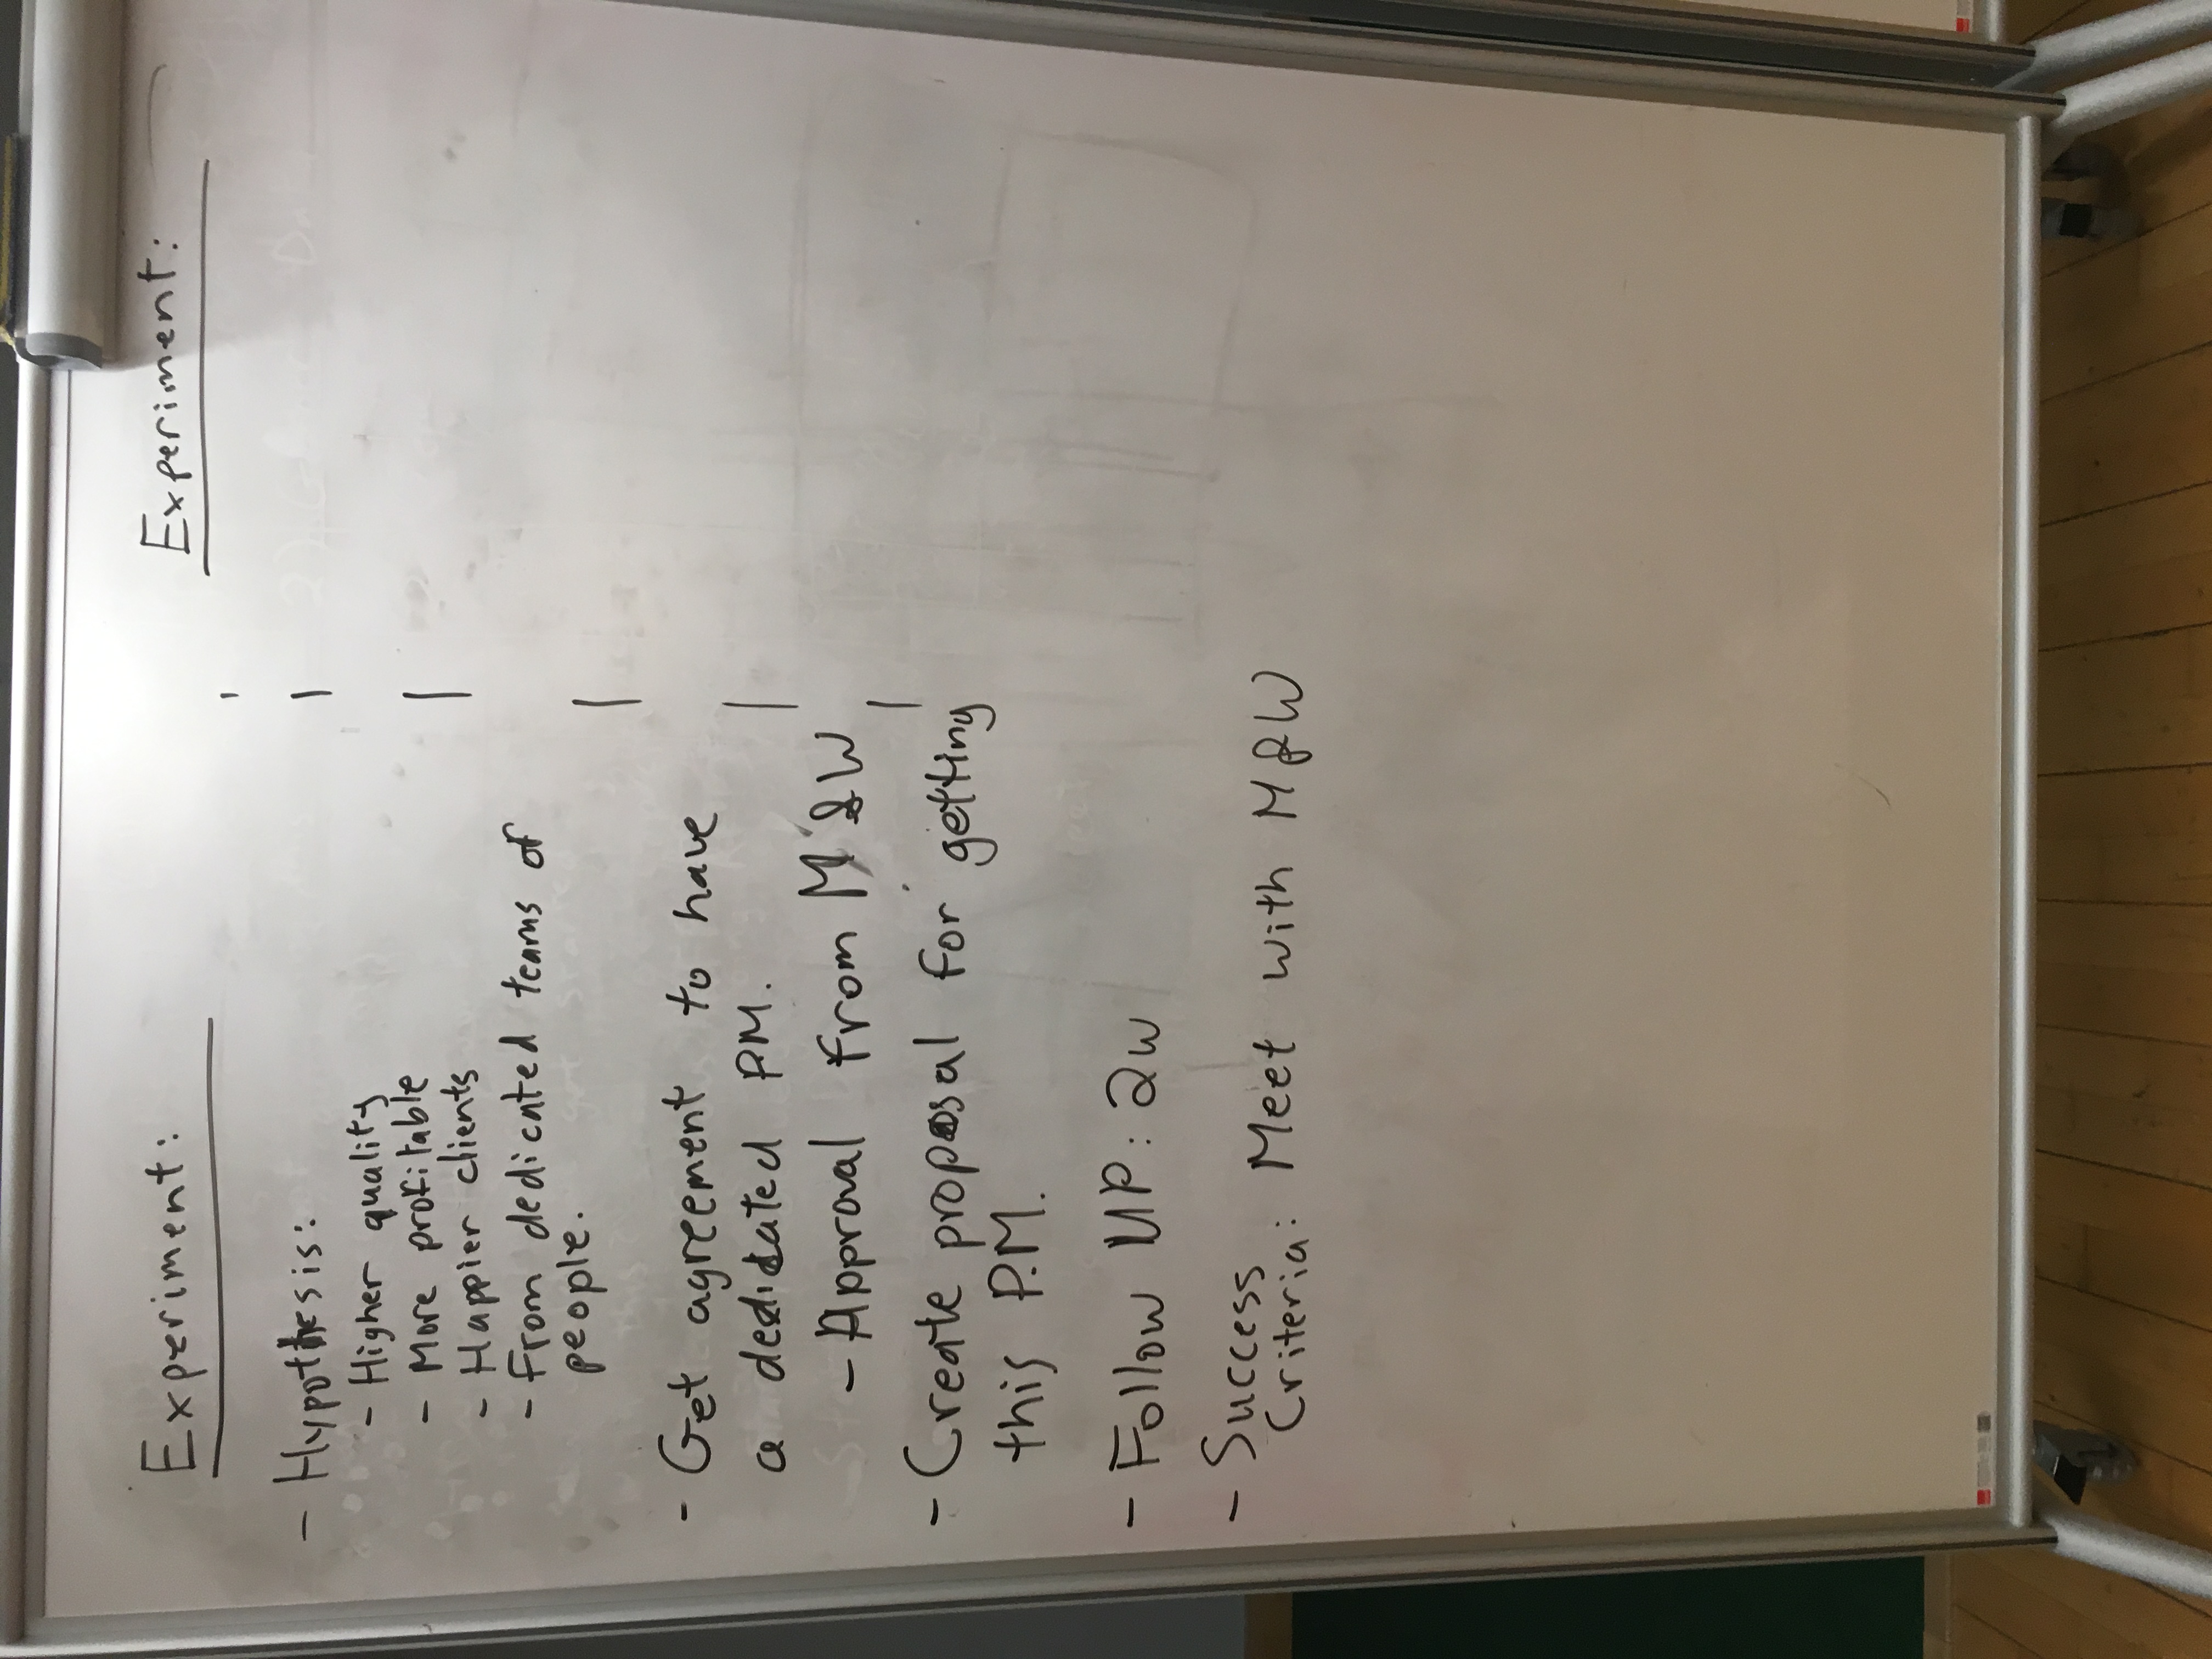 Experiment:
- Hypothesis:
- Higher quality
- More profitable
- Happier clients
- From dedicated teams of
people.
- Get agreement to have
a dedicated PM.
- Approval from M & W
- Create proposal for getting
this P.M.
- Follow UP: 2w
- Success
Criteria: Meet with M & W
Experiment: